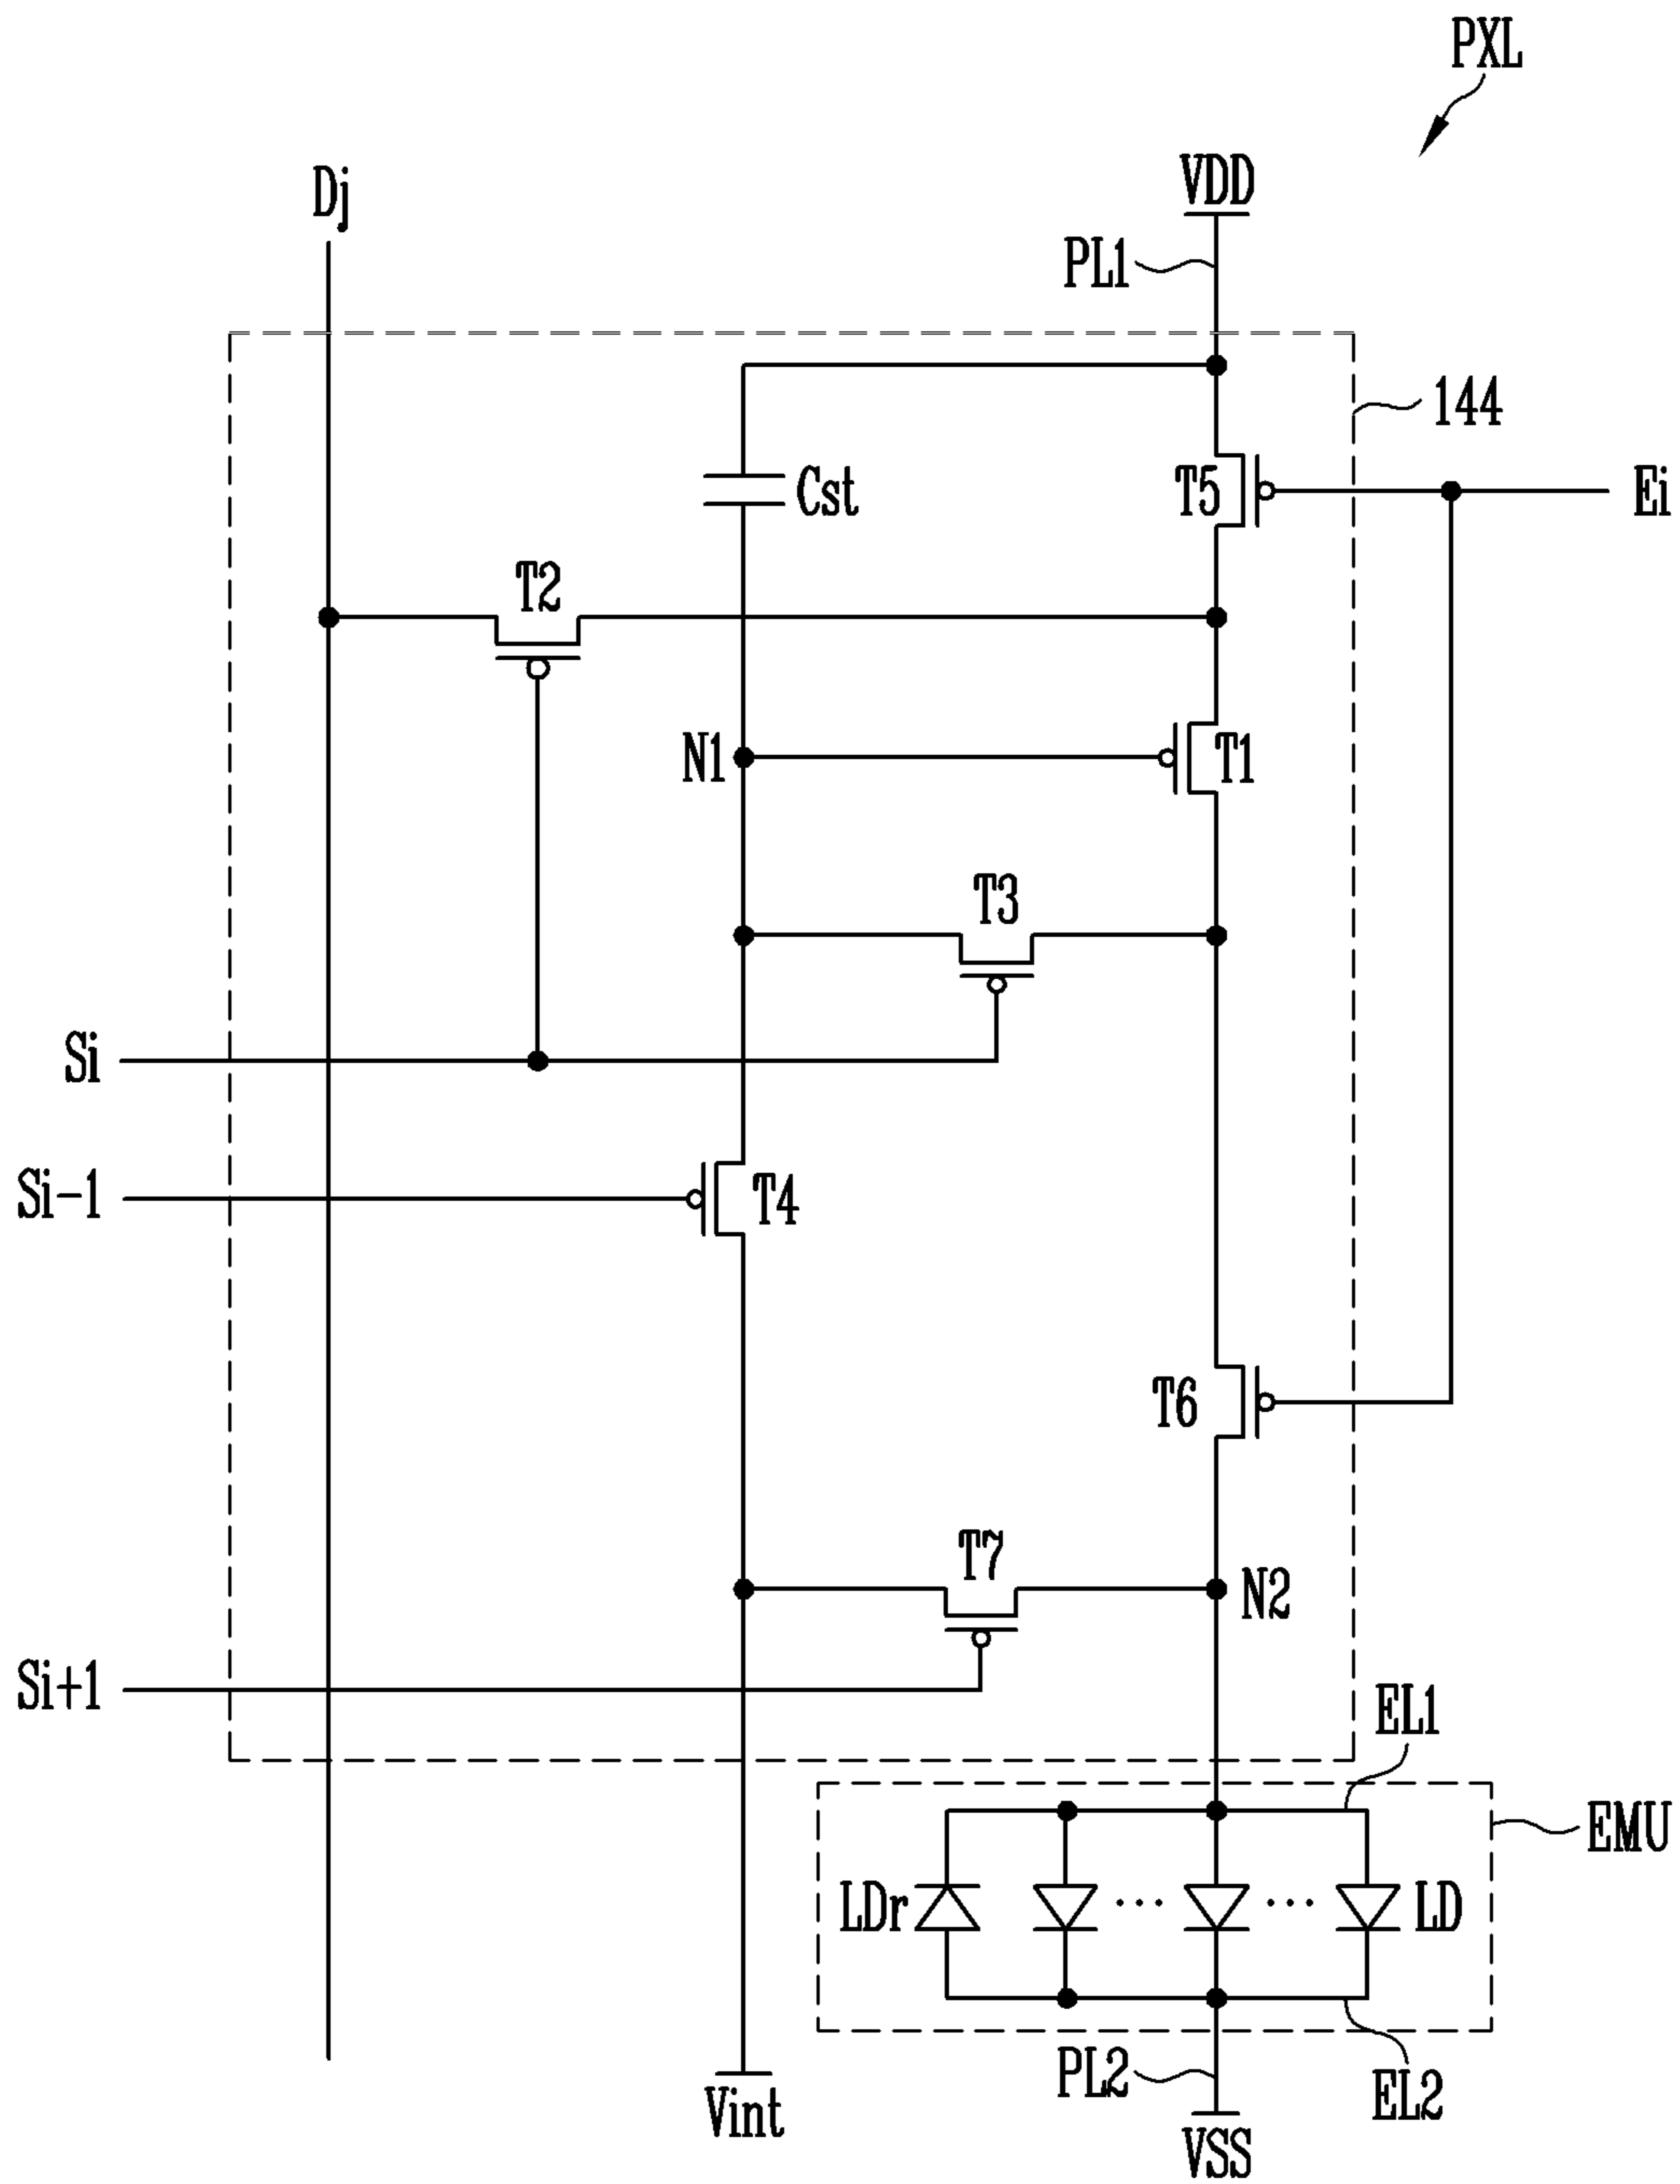 PXL
VDD
Dj
PL1
144
Cst
T5
Ei
T2
N1
T1
T3
Si
Si-1
T4
T6
T7
N2
Si+1
EL1
EMU
LDr
LD
PL2
EL2
Vint
VSS